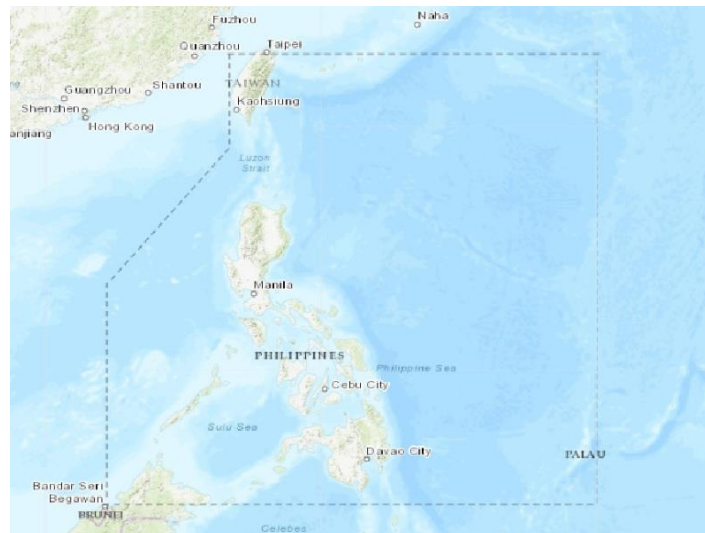 Fuzhou
Naha
Quanzhou
Taipei
TAIWAN
Guangzhou
Shantou
Kaohsiung
Shenzhen
Hong Kong
anjiang
Luzon
Strait
Manila
PHILIPPINES
Philippine Sea
Cebu City
Sulu Sea
Davao City
PALAU
Bandar Seri
Begawan
BRUNEI
Celebes